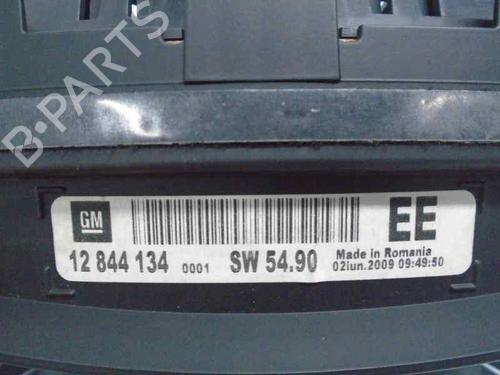 B-PARTS
GM
EE
12 844 134 0001 SW 54.90
Made in Romania
02iun.2009 09:49:50